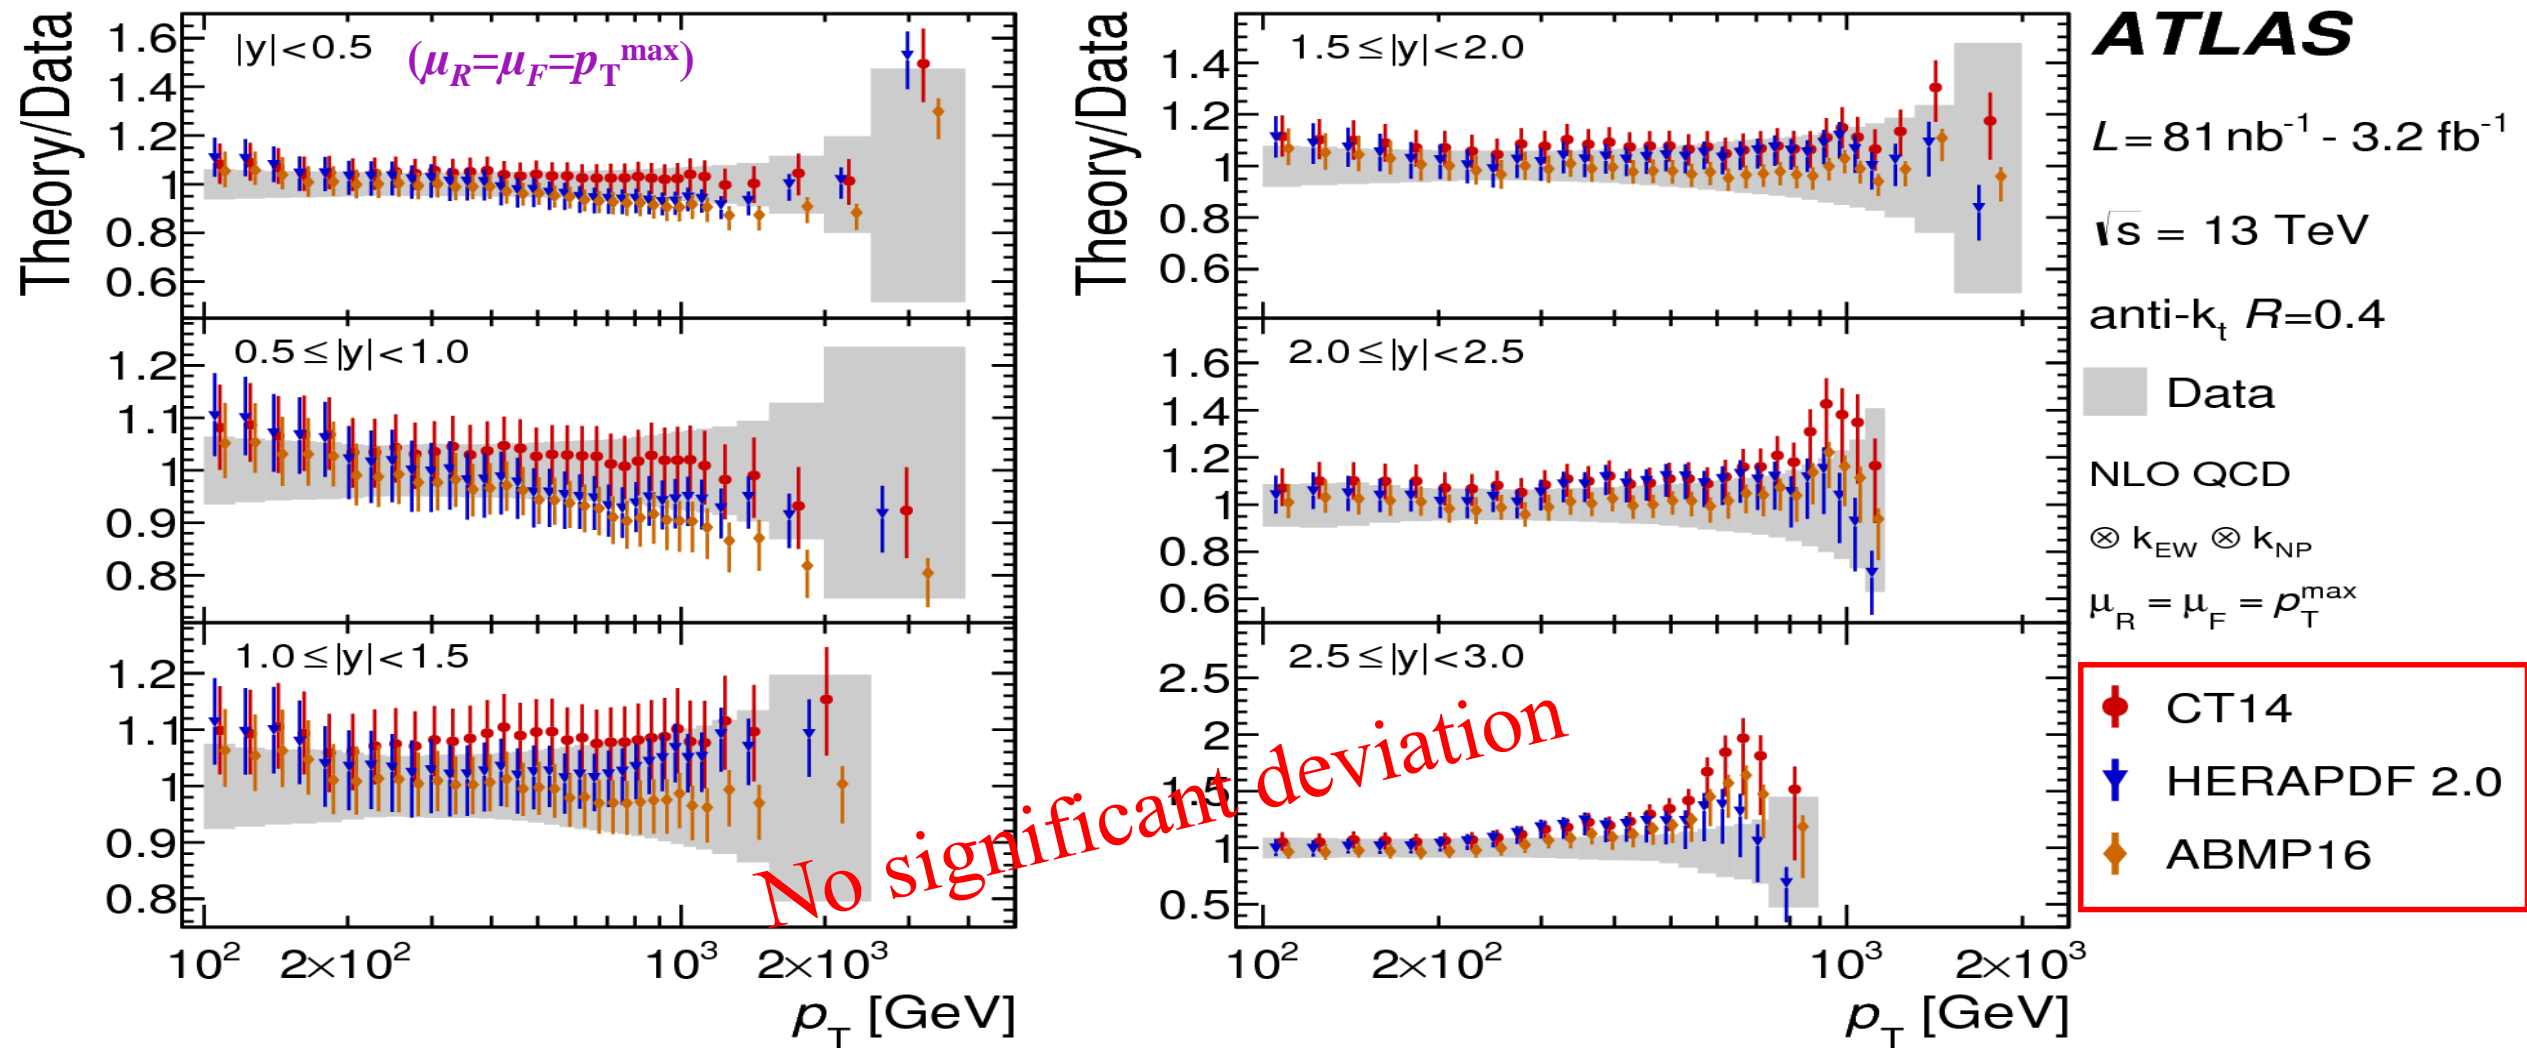 Theory/Data
|y|<0.5
(μR=μF=pTmax)
1.6
1.4
1.2
1
0.8
0.6
0.5≤|y|<1.0
1.2
1.1
1
0.9
0.8
1.0≤|y|<1.5
1.2
1.1
1
0.9
0.8
10² 2×10² 10³ 2×10³
pT [GeV]
Theory/Data
1.5≤|y|<2.0
1.4
1.2
1
0.8
0.6
2.0≤|y|<2.5
1.6
1.4
1.2
1
0.8
0.6
2.5≤|y|<3.0
2.5
2
1.5
1
0.5
10² 2×10² 10³ 2×10³
pT [GeV]
No significant deviation
ATLAS
L=81 nb⁻¹ - 3.2 fb⁻¹
√s = 13 TeV
anti-kt R=0.4
Data
NLO QCD
⊗ kEW ⊗ kNP
μR = μF = pTmax
CT14
HERAPDF 2.0
ABMP16